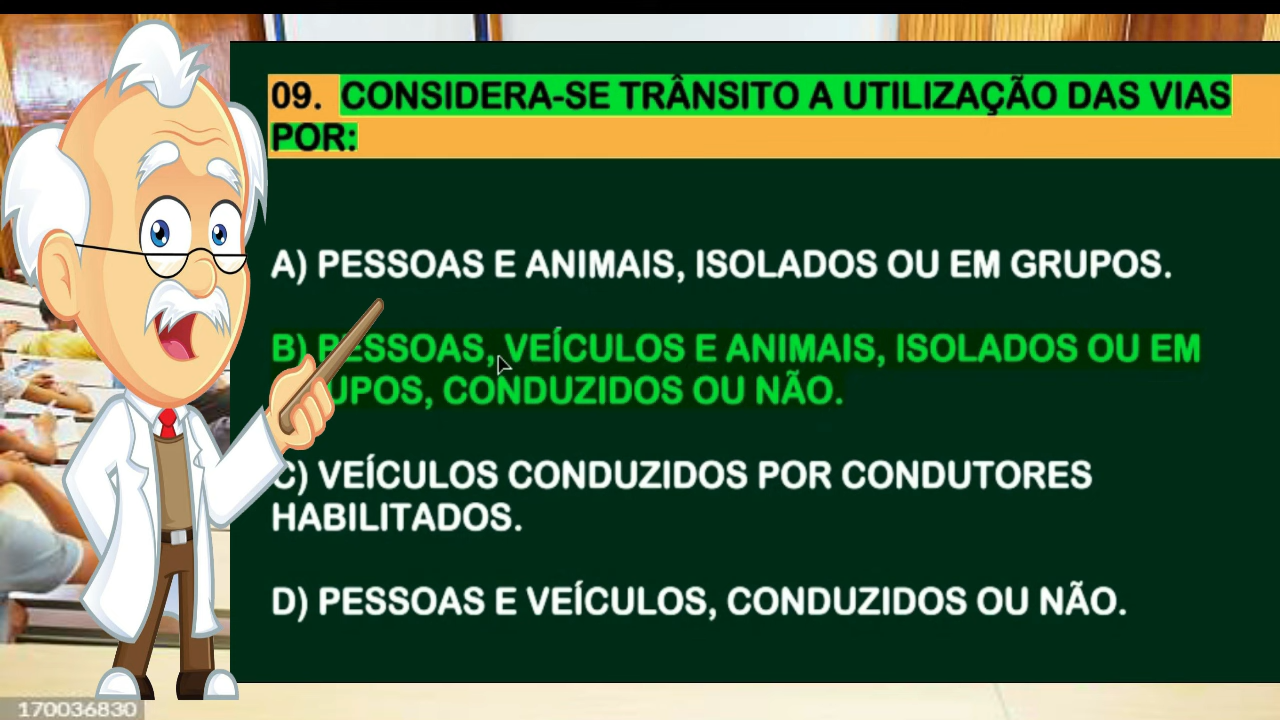 09. CONSIDERA-SE TRÂNSITO A UTILIZAÇÃO DAS VIAS
POR:
A) PESSOAS E ANIMAIS, ISOLADOS OU EM GRUPOS.
B) PESSOAS, VEÍCULOS E ANIMAIS, ISOLADOS OU EM
UPOS, CONDUZIDOS OU NÃO.
C) VEÍCULOS CONDUZIDOS POR CONDUTORES
HABILITADOS.
D) PESSOAS E VEÍCULOS, CONDUZIDOS OU NÃO.
170036830